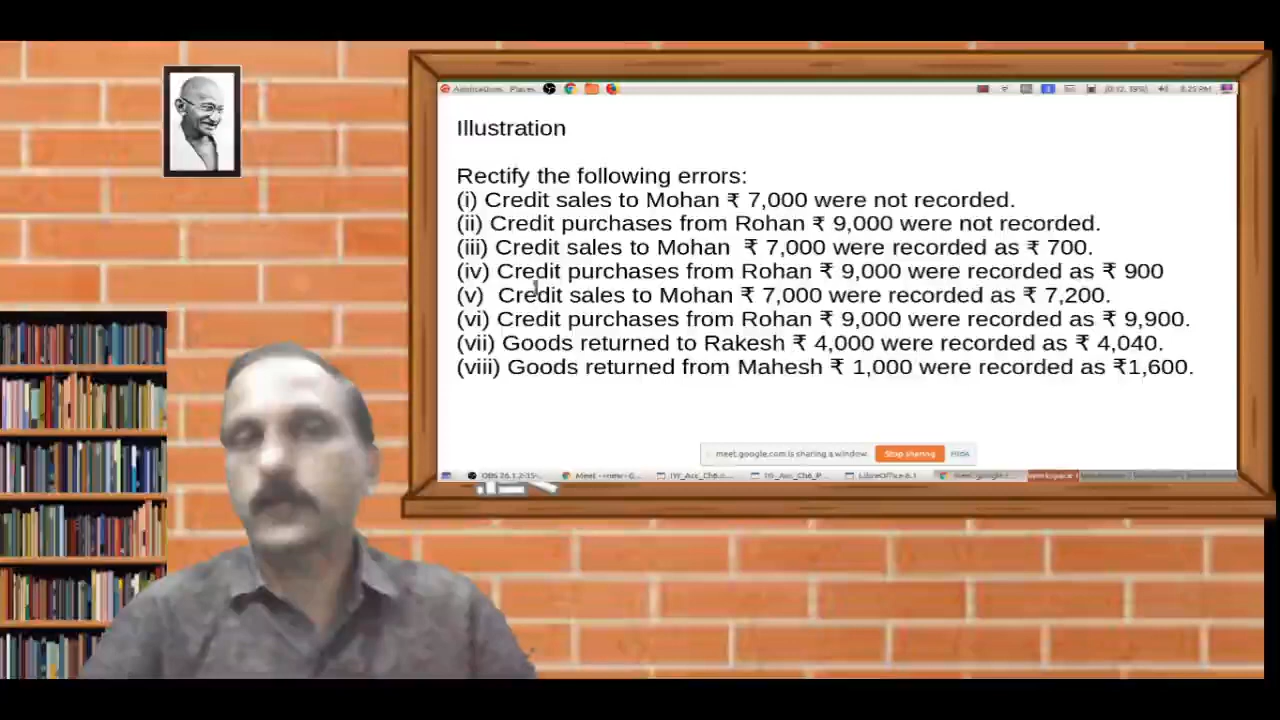 Applications Places
8:25 PM
Illustration
Rectify the following errors:
(i) Credit sales to Mohan ₹ 7,000 were not recorded.
(ii) Credit purchases from Rohan ₹ 9,000 were not recorded.
(iii) Credit sales to Mohan ₹ 7,000 were recorded as ₹ 700.
(iv) Credit purchases from Rohan ₹ 9,000 were recorded as ₹ 900
(v) Credit sales to Mohan ₹ 7,000 were recorded as ₹ 7,200.
(vi) Credit purchases from Rohan ₹ 9,000 were recorded as ₹ 9,900.
(vii) Goods returned to Rakesh ₹ 4,000 were recorded as ₹ 4,040.
(viii) Goods returned from Mahesh ₹ 1,000 were recorded as ₹1,600.
meet.google.com is sharing a window. Stop sharing Hide